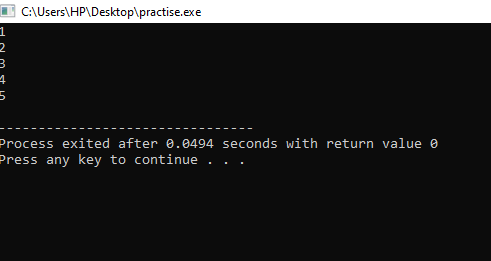 C:\Users\HP\Desktop\practise.exe
1
2
3
4
5
--------------------------------
Process exited after 0.0494 seconds with return value 0
Press any key to continue . . .